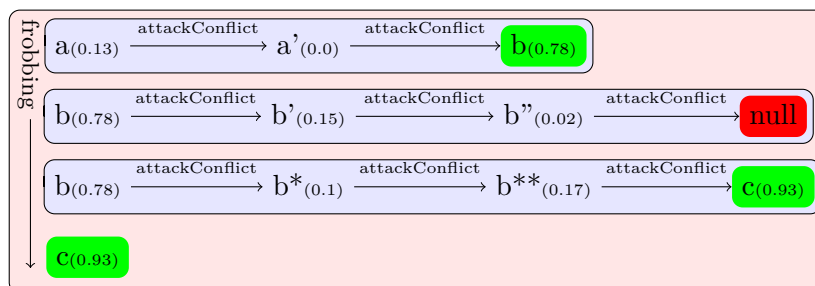 frobbing
attackConflict attackConflict
a(0.13) a'(0.0) b(0.78)
attackConflict attackConflict attackConflict
b(0.78) b'(0.15) b”(0.02) null
attackConflict attackConflict attackConflict
b(0.78) b*(0.1) b**(0.17) c(0.93)
c(0.93)